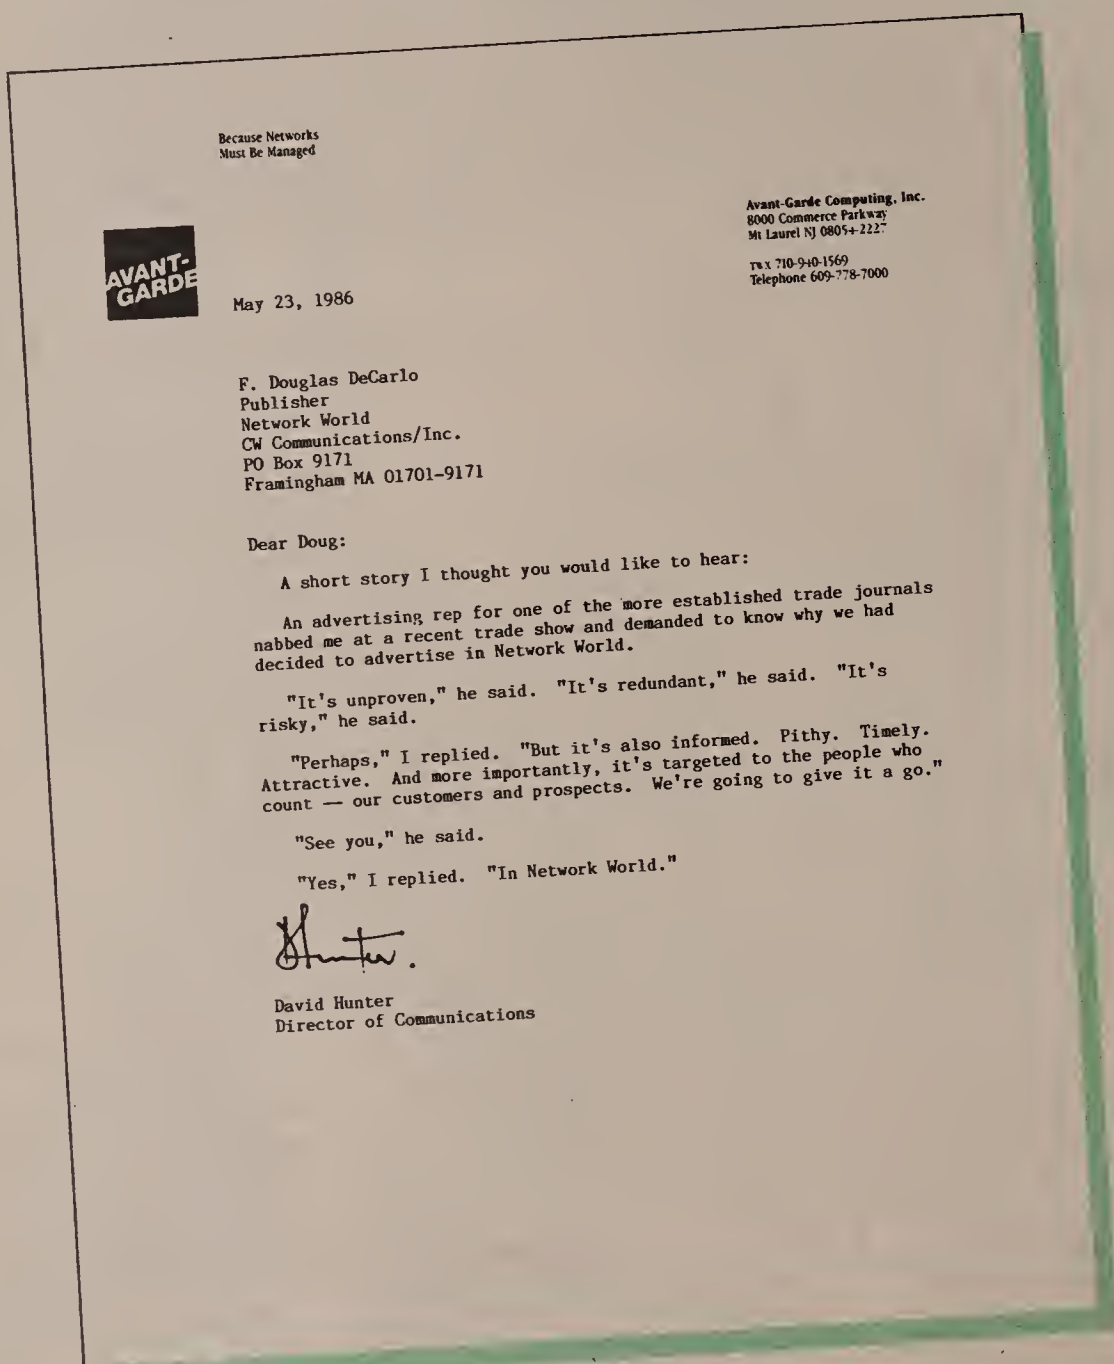 Because Networks
Must Be Managed
Avant-Garde Computing, Inc.
8000 Commerce Parkway
Mt Laurel NJ 08054-2227
TWX 710-940-1569
Telephone 609-778-7000
AVANT-
GARDE
May 23, 1986
F. Douglas DeCarlo
Publisher
Network World
CW Communications/Inc.
PO Box 9171
Framingham MA 01701-9171
Dear Doug:
A short story I thought you would like to hear:
An advertising rep for one of the more established trade journals
nabbed me at a recent trade show and demanded to know why we had
decided to advertise in Network World.
"It's unproven," he said. "It's redundant," he said. "It's
risky," he said.
"Perhaps," I replied. "But it's also informed. Pithy. Timely.
Attractive. And more importantly, it's targeted to the people who
count — our customers and prospects. We're going to give it a go."
"See you," he said.
"Yes," I replied. "In Network World."
DHunter.
David Hunter
Director of Communications